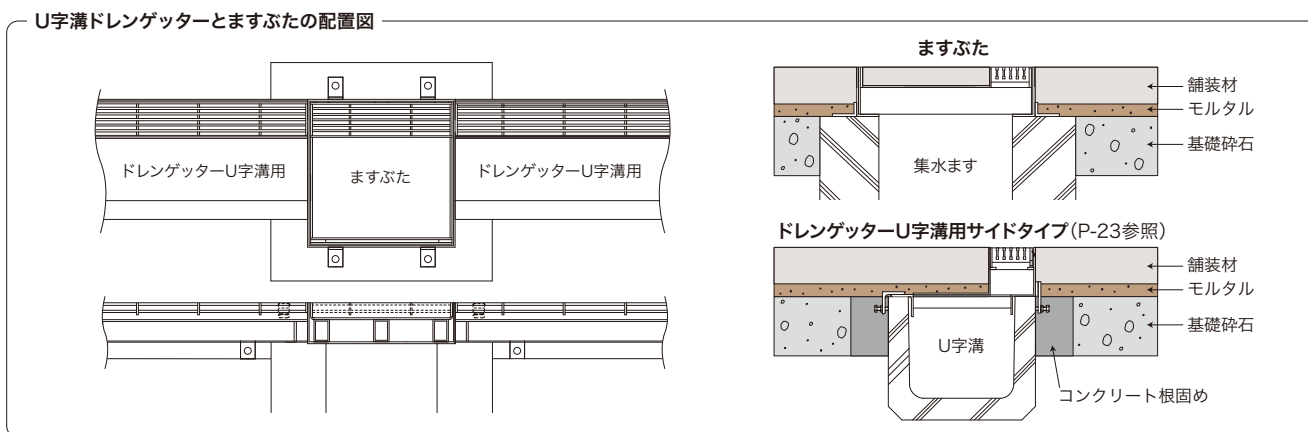 U字溝ドレンゲッターとますぶたの配置図
ドレンゲッターU字溝用
ますぶた
ドレンゲッターU字溝用
ますぶた
舗装材
モルタル
基礎砕石
集水ます
ドレンゲッターU字溝用サイドタイプ(P-23参照)
舗装材
モルタル
基礎砕石
U字溝
コンクリート根固め